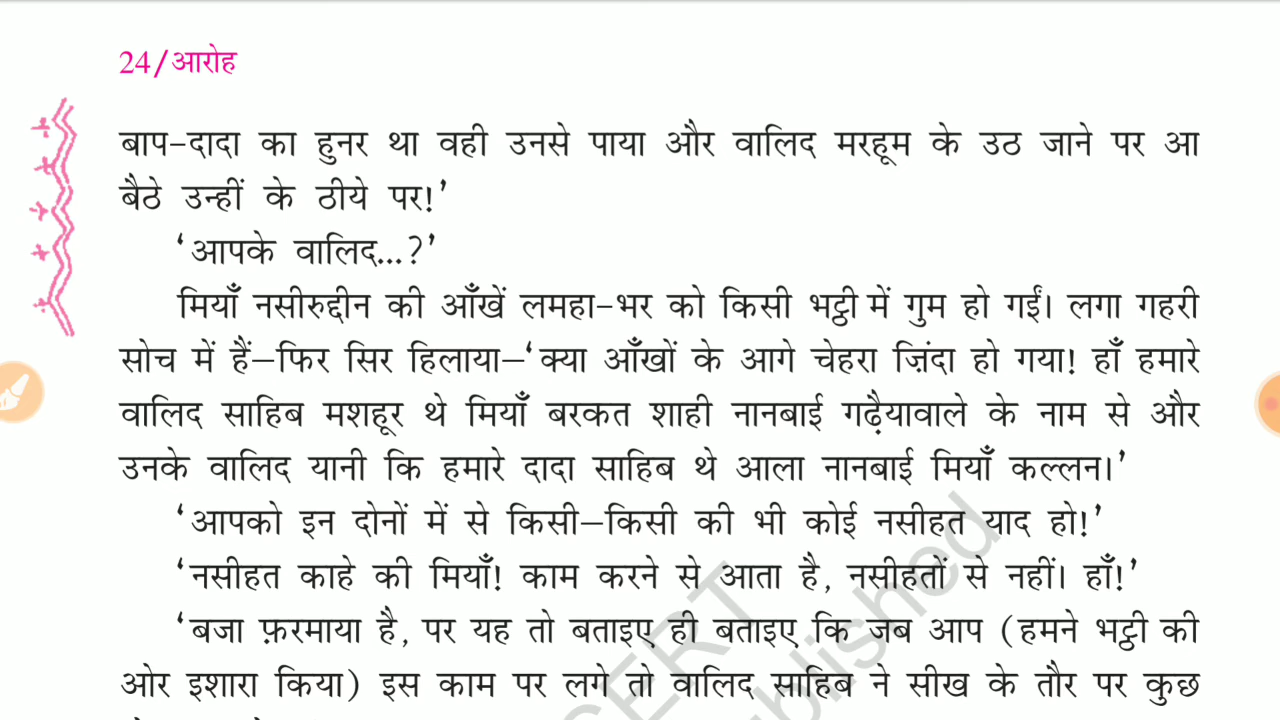 24/आरोह
बाप-दादा का हुनर था वही उनसे पाया और वालिद मरहूम के उठ जाने पर आ
बैठे उन्हीं के ठीये पर!’
‘आपके वालिद...?’
मियाँ नसीरुद्दीन की आँखें लमहा-भर को किसी भट्ठी में गुम हो गईं। लगा गहरी
सोच में हैं–फिर सिर हिलाया–‘क्या आँखों के आगे चेहरा ज़िंदा हो गया! हाँ हमारे
वालिद साहिब मशहूर थे मियाँ बरकत शाही नानबाई गढ़ैयावाले के नाम से और
उनके वालिद यानी कि हमारे दादा साहिब थे आला नानबाई मियाँ कल्लन।’
‘आपको इन दोनों में से किसी–किसी की भी कोई नसीहत याद हो!’
‘नसीहत काहे की मियाँ! काम करने से आता है, नसीहतों से नहीं। हाँ!’
‘बजा फ़रमाया है, पर यह तो बताइए ही बताइए कि जब आप (हमने भट्ठी की
ओर इशारा किया) इस काम पर लगे तो वालिद साहिब ने सीख के तौर पर कुछ